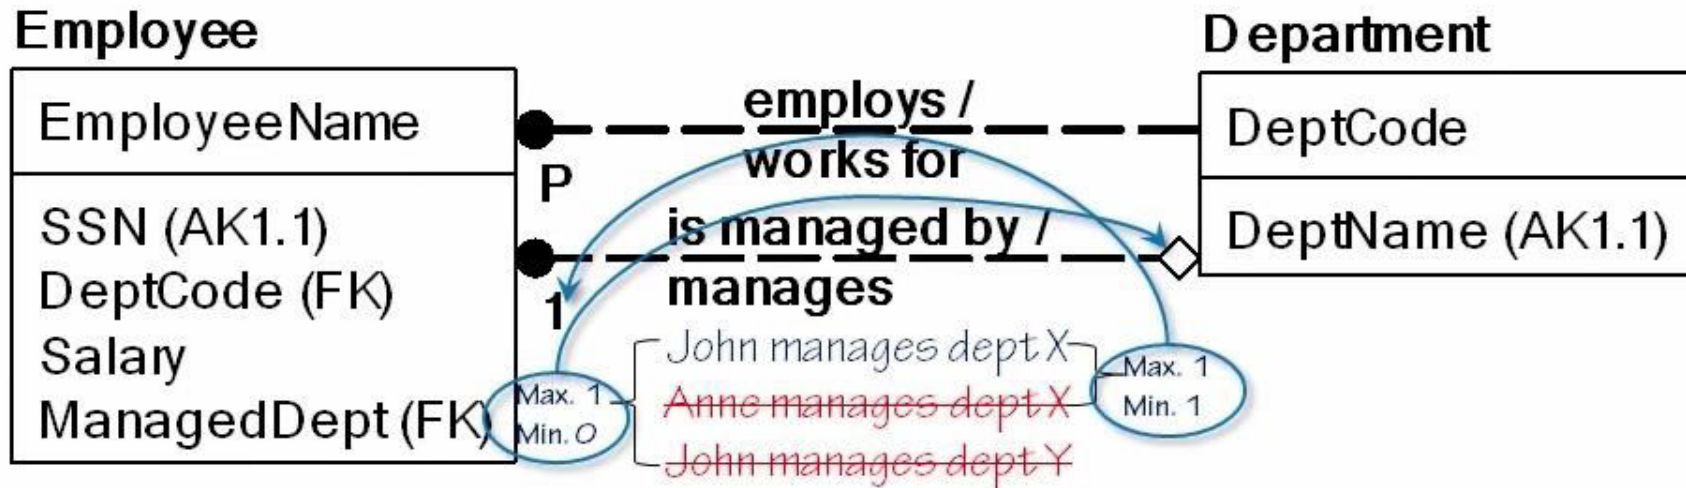 Employee
EmployeeName
SSN (AK1.1)
DeptCode (FK)
Salary
ManagedDept (FK)
employs /
works for
P
is managed by /
manages
1
John manages dept X
Anne manages dept X
John manages dept Y
Max. 1
Min. 0
Max. 1
Min. 1
Department
DeptCode
DeptName (AK1.1)